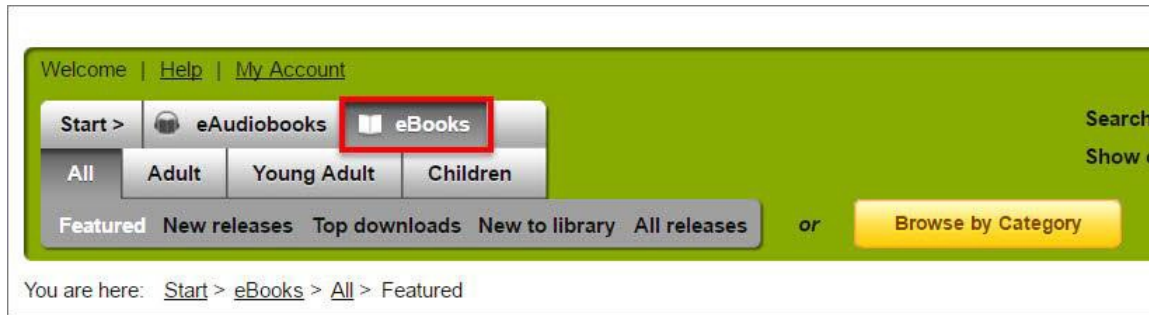 Welcome | Help | My Account
Start > eAudiobooks eBooks
Search
All Adult Young Adult Children
Show
Featured New releases Top downloads New to library All releases or Browse by Category
You are here: Start > eBooks > All > Featured